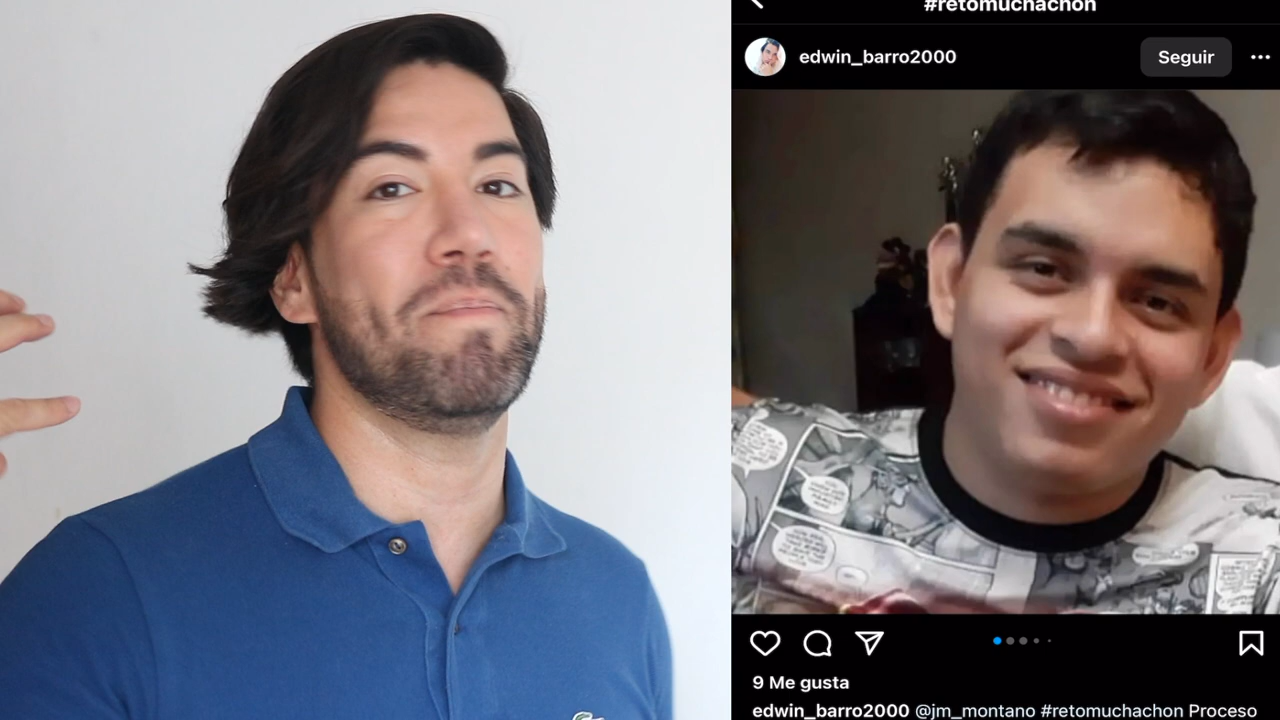 #retomuchachon
edwin_barro2000
Seguir
9 Me gusta
edwin_barro2000 @jm_montano #retomuchachon Proceso